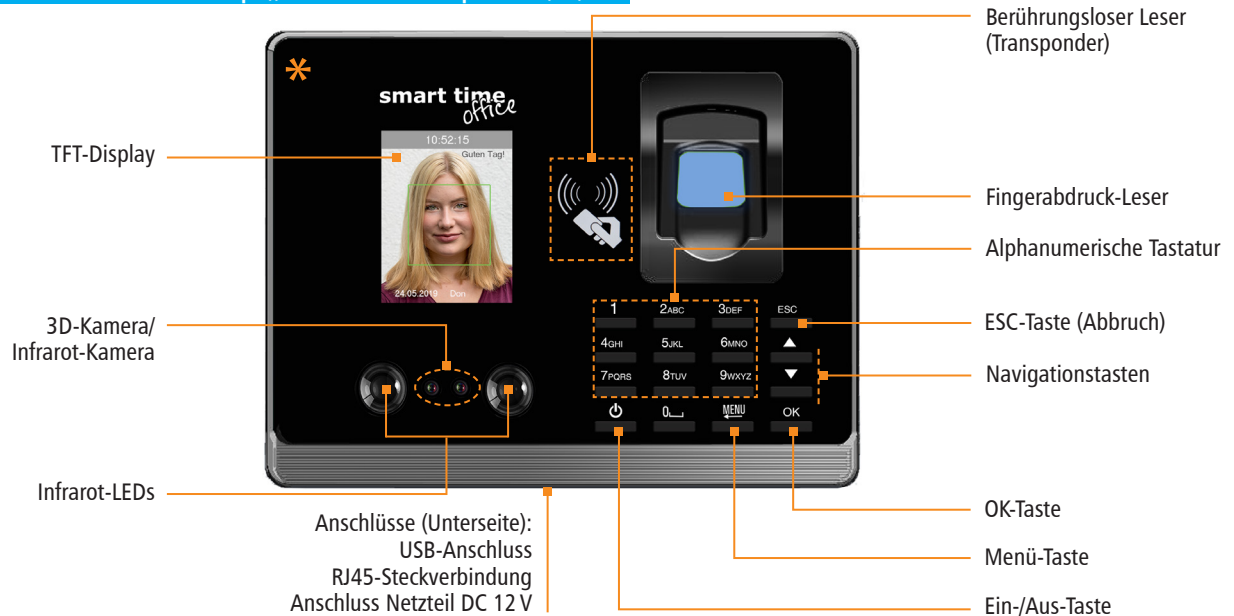 Berührungsloser Leser
(Transponder)
*
smart time
office
10:52:15
Guten Tag!
TFT-Display
Fingerabdruck-Leser
Alphanumerische Tastatur
24.05.2019 Don
1 2ABC 3DEF ESC
3D-Kamera/
Infrarot-Kamera
ESC-Taste (Abbruch)
4GHI 5JKL 6MNO
Navigationstasten
7PQRS 8TUV 9WXYZ
0 MENU OK
Infrarot-LEDs
OK-Taste
Anschlüsse (Unterseite):
USB-Anschluss
RJ45-Steckverbindung
Anschluss Netzteil DC 12 V
Menü-Taste
Ein-/Aus-Taste